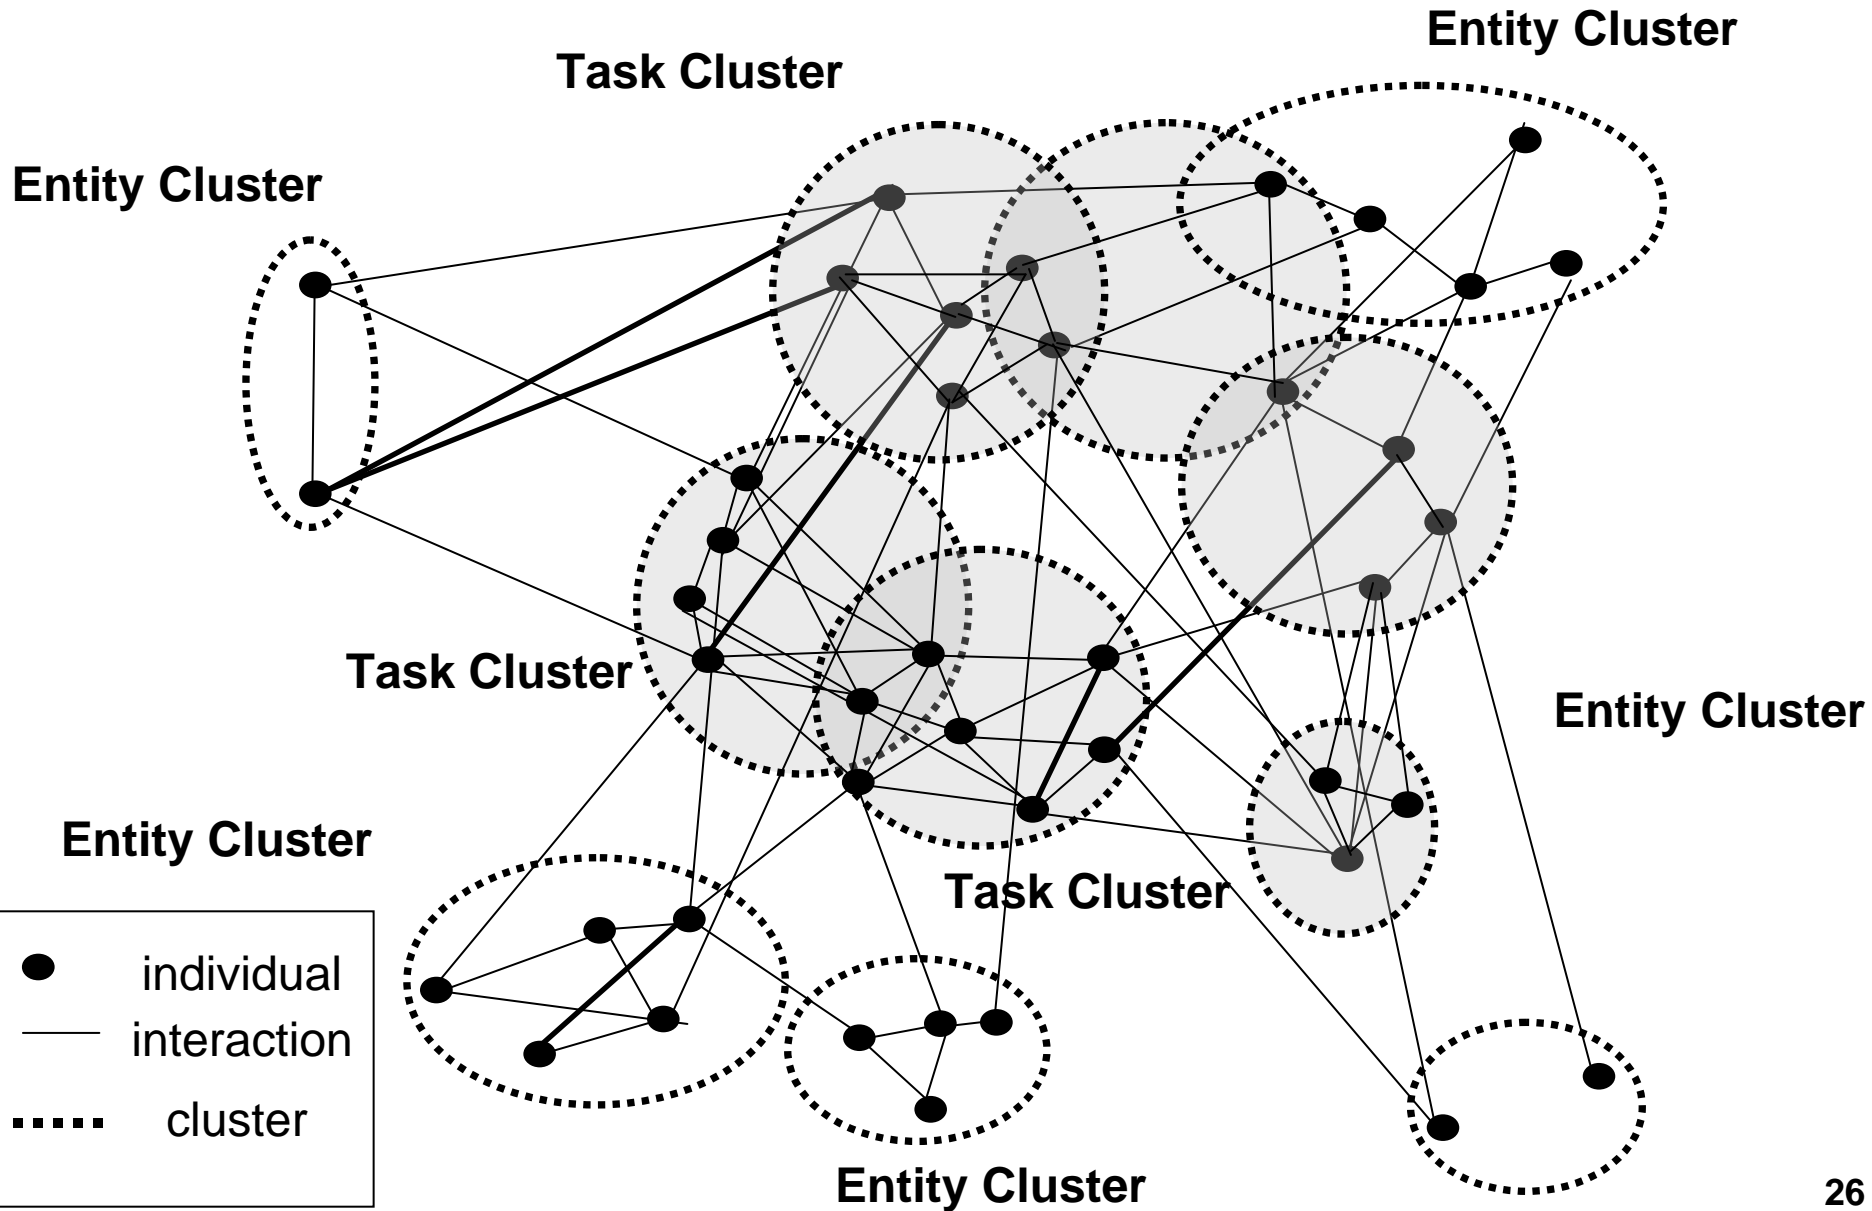 Entity Cluster
Task Cluster
Entity Cluster
Task Cluster
Entity Cluster
Entity Cluster
Task Cluster
individual
interaction
cluster
Entity Cluster
26